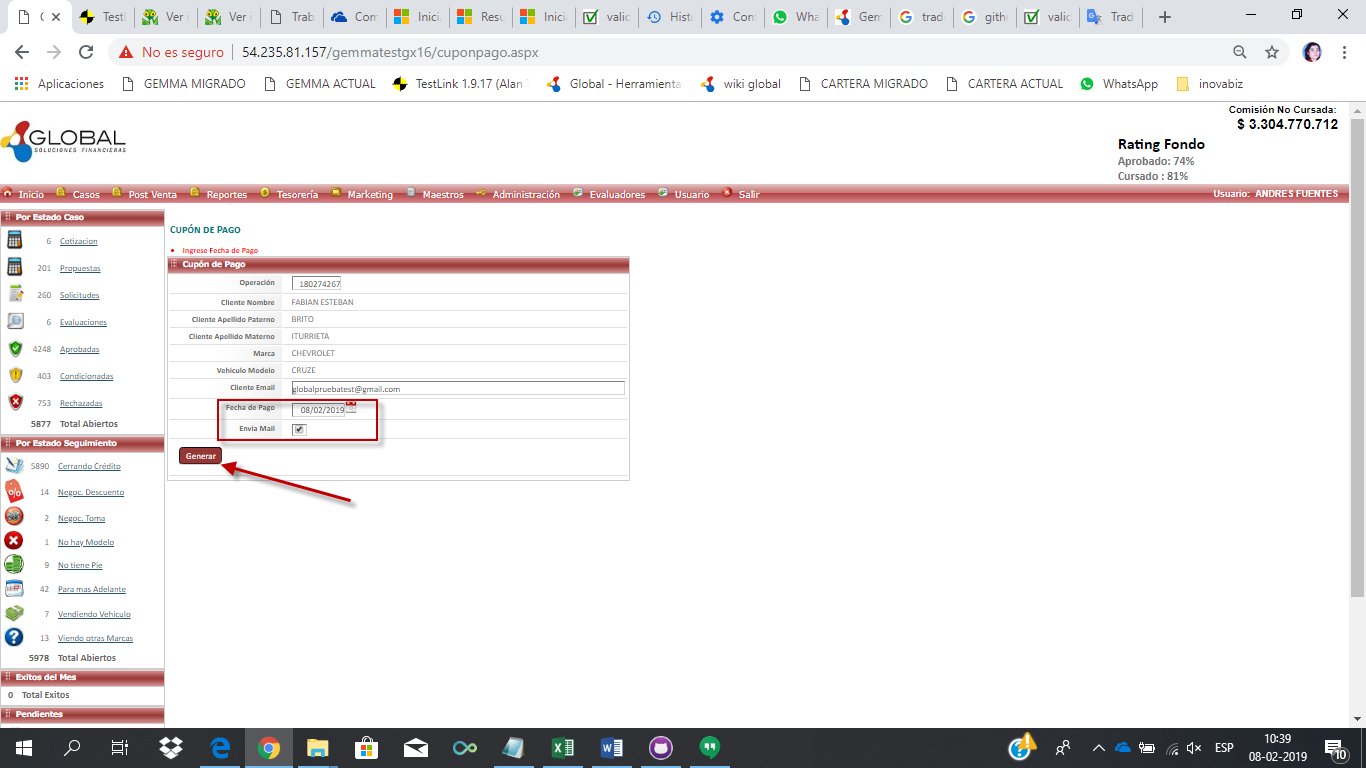 C
Testl
Ver i
Ver i
Trab
Com
Inicia
Resu
Inicia
valid
Histo
Conf
Wha
Gem
tradu
githu
valid
Trad
No es seguro | 54.235.81.157/gemmatestgx16/cuponpago.aspx
Aplicaciones GEMMA MIGRADO GEMMA ACTUAL TestLink 1.9.17 (Alan Global - Herramienta wiki global CARTERA MIGRADO CARTERA ACTUAL WhatsApp inovabiz
Comisión No Cursada:
$ 3.304.770.712
GLOBAL
SOLUCIONES FINANCIERAS
Rating Fondo
Aprobado: 74%
Cursado : 81%
Inicio Casos Post Venta Reportes Tesorería Marketing Maestros Administración Evaluadores Usuario Salir Usuario: ANDRES FUENTES
Por Estado Caso
6 Cotizacion
201 Propuestas
260 Solicitudes
6 Evaluaciones
4248 Aprobadas
403 Condicionadas
753 Rechazadas
5877 Total Abiertos
Por Estado Seguimiento
5890 Cerrando Crédito
14 Negoc. Descuento
2 Negoc. Toma
1 No hay Modelo
9 No tiene Pie
42 Para mas Adelante
7 Vendiendo Vehiculo
13 Viendo otras Marcas
5978 Total Abiertos
Exitos del Mes
0 Total Exitos
Pendientes
CUPÓN DE PAGO
Ingrese Fecha de Pago
Cupón de Pago
Operación 180274267
Cliente Nombre FABIAN ESTEBAN
Cliente Apellido Paterno BRITO
Cliente Apellido Materno ITURRIETA
Marca CHEVROLET
Vehiculo Modelo CRUZE
Cliente Email globalpruebatest@gmail.com
Fecha de Pago 08/02/2019
Envía Mail
Generar
ESP
10:39
08-02-2019
10